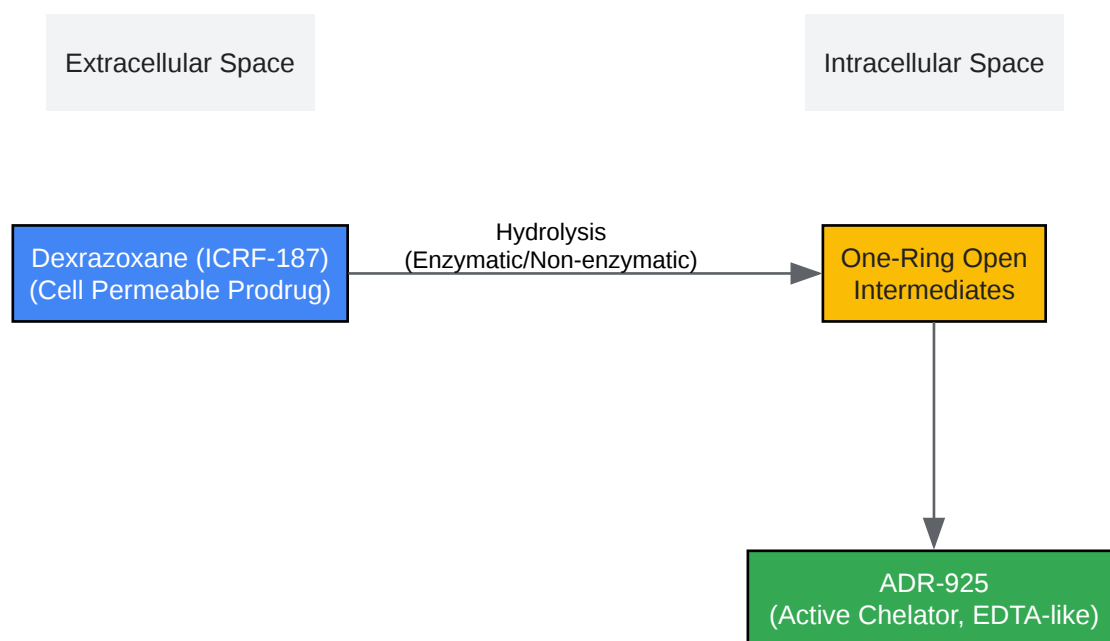 Extracellular Space
Intracellular Space
Dexrazoxane (ICRF-187)
(Cell Permeable Prodrug)
Hydrolysis
(Enzymatic/Non-enzymatic)
One-Ring Open
Intermediates
ADR-925
(Active Chelator, EDTA-like)